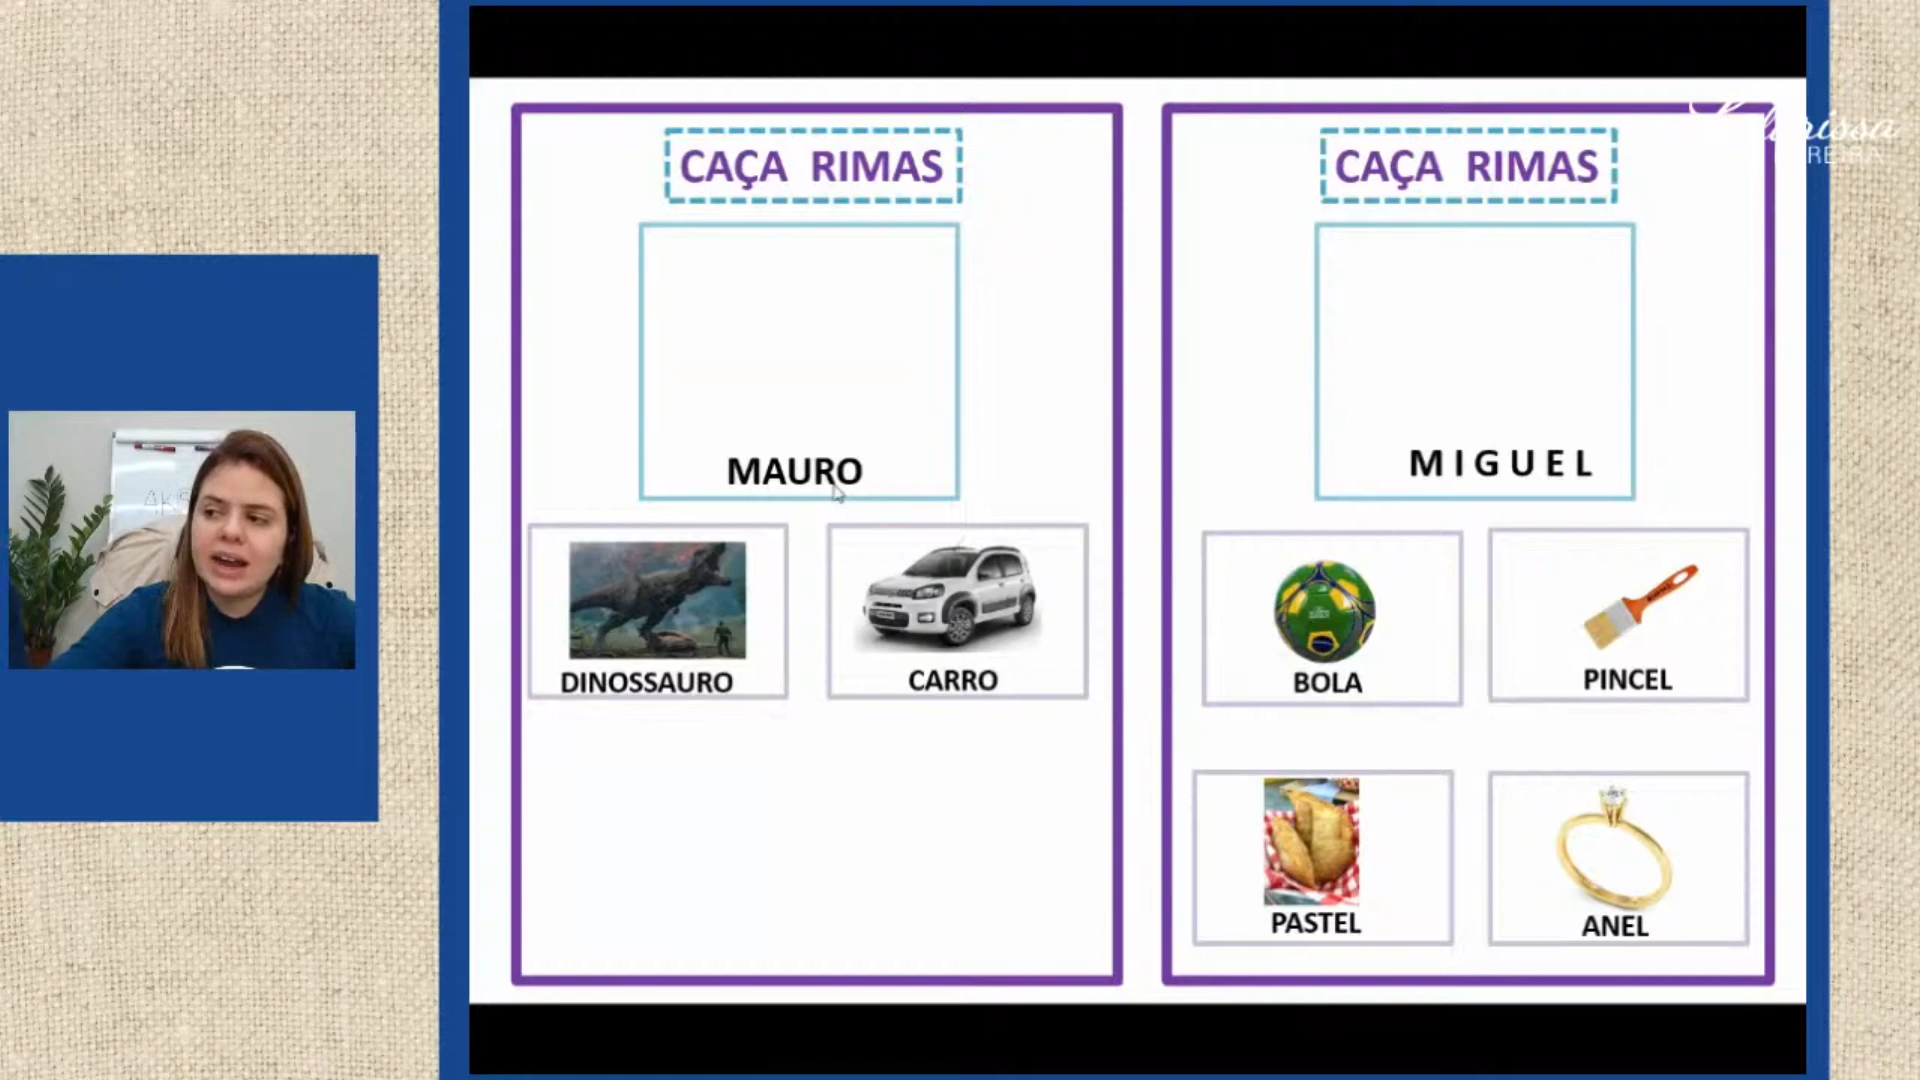 CAÇA RIMAS
MAURO
DINOSSAURO
CARRO
CAÇA RIMAS
MIGUEL
BOLA
PINCEL
PASTEL
ANEL